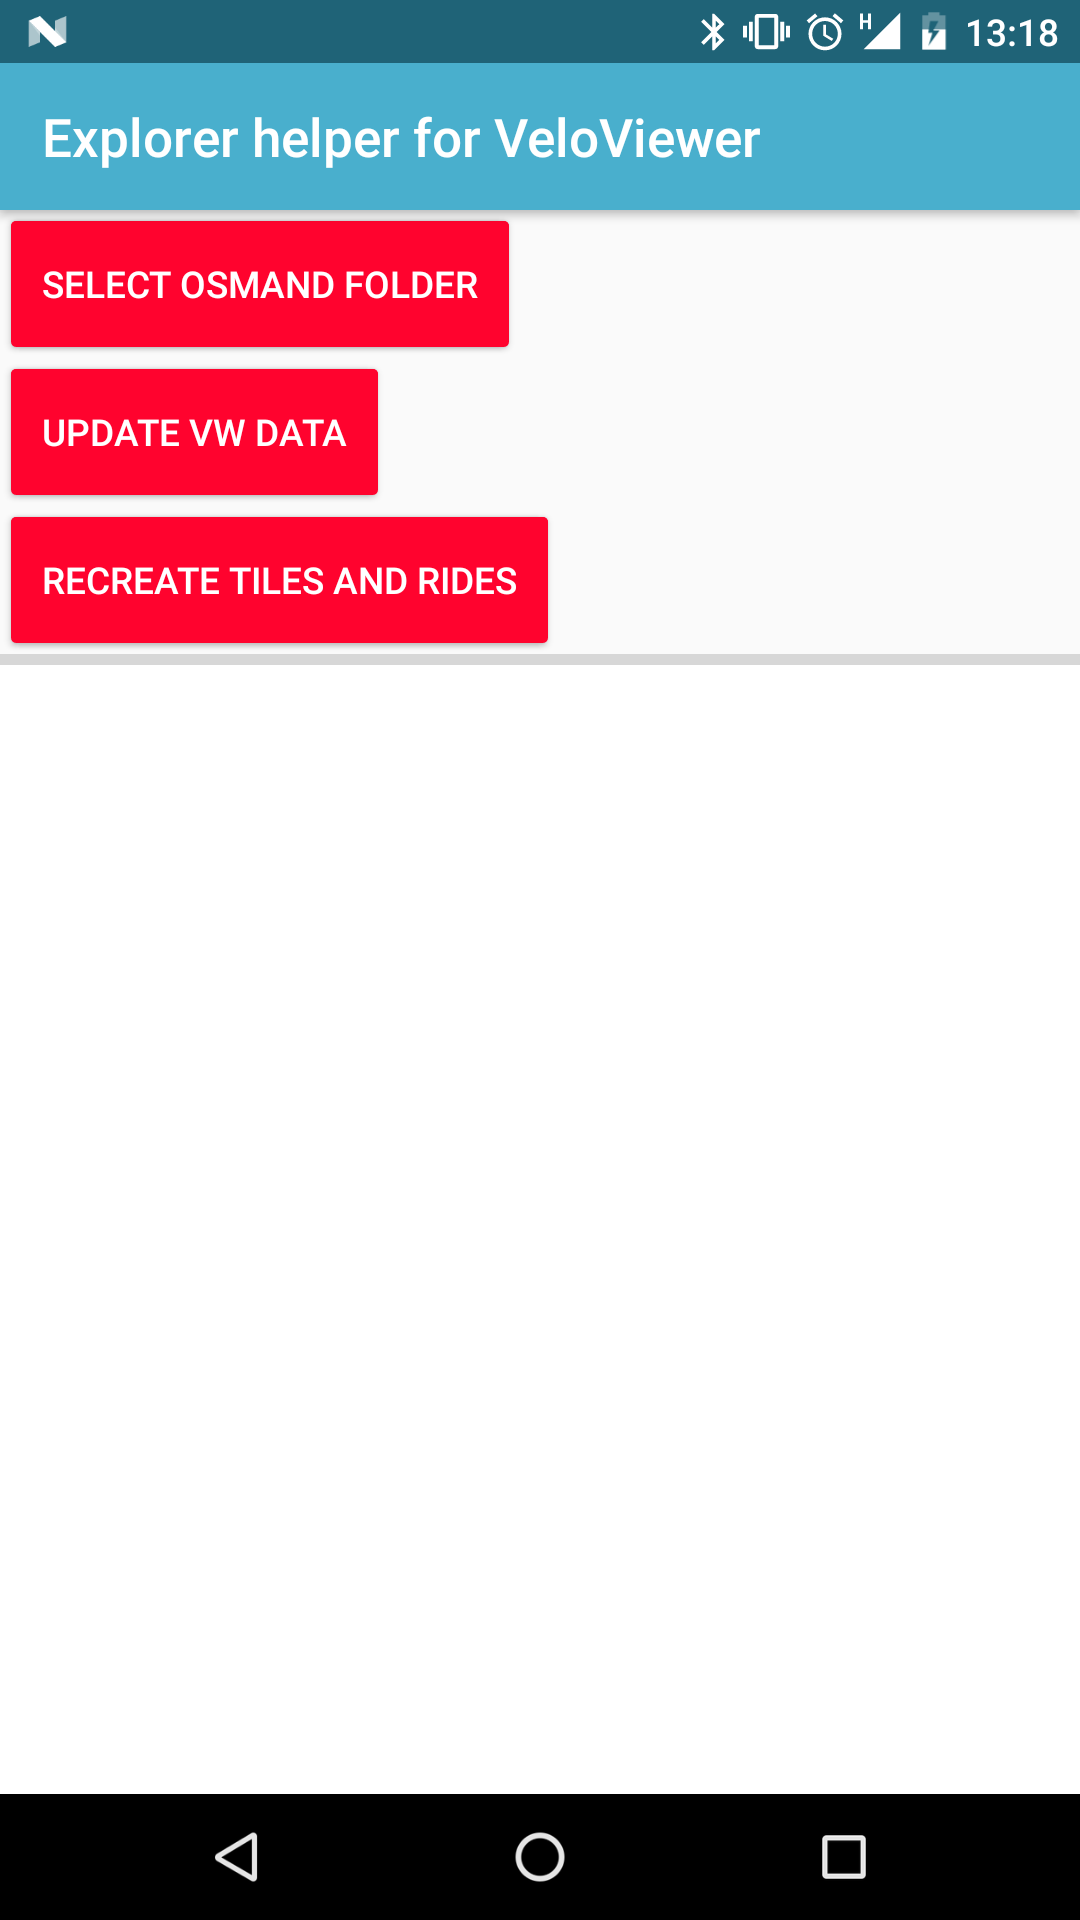 H 13:18
Explorer helper for VeloViewer
SELECT OSMAND FOLDER
UPDATE VW DATA
RECREATE TILES AND RIDES